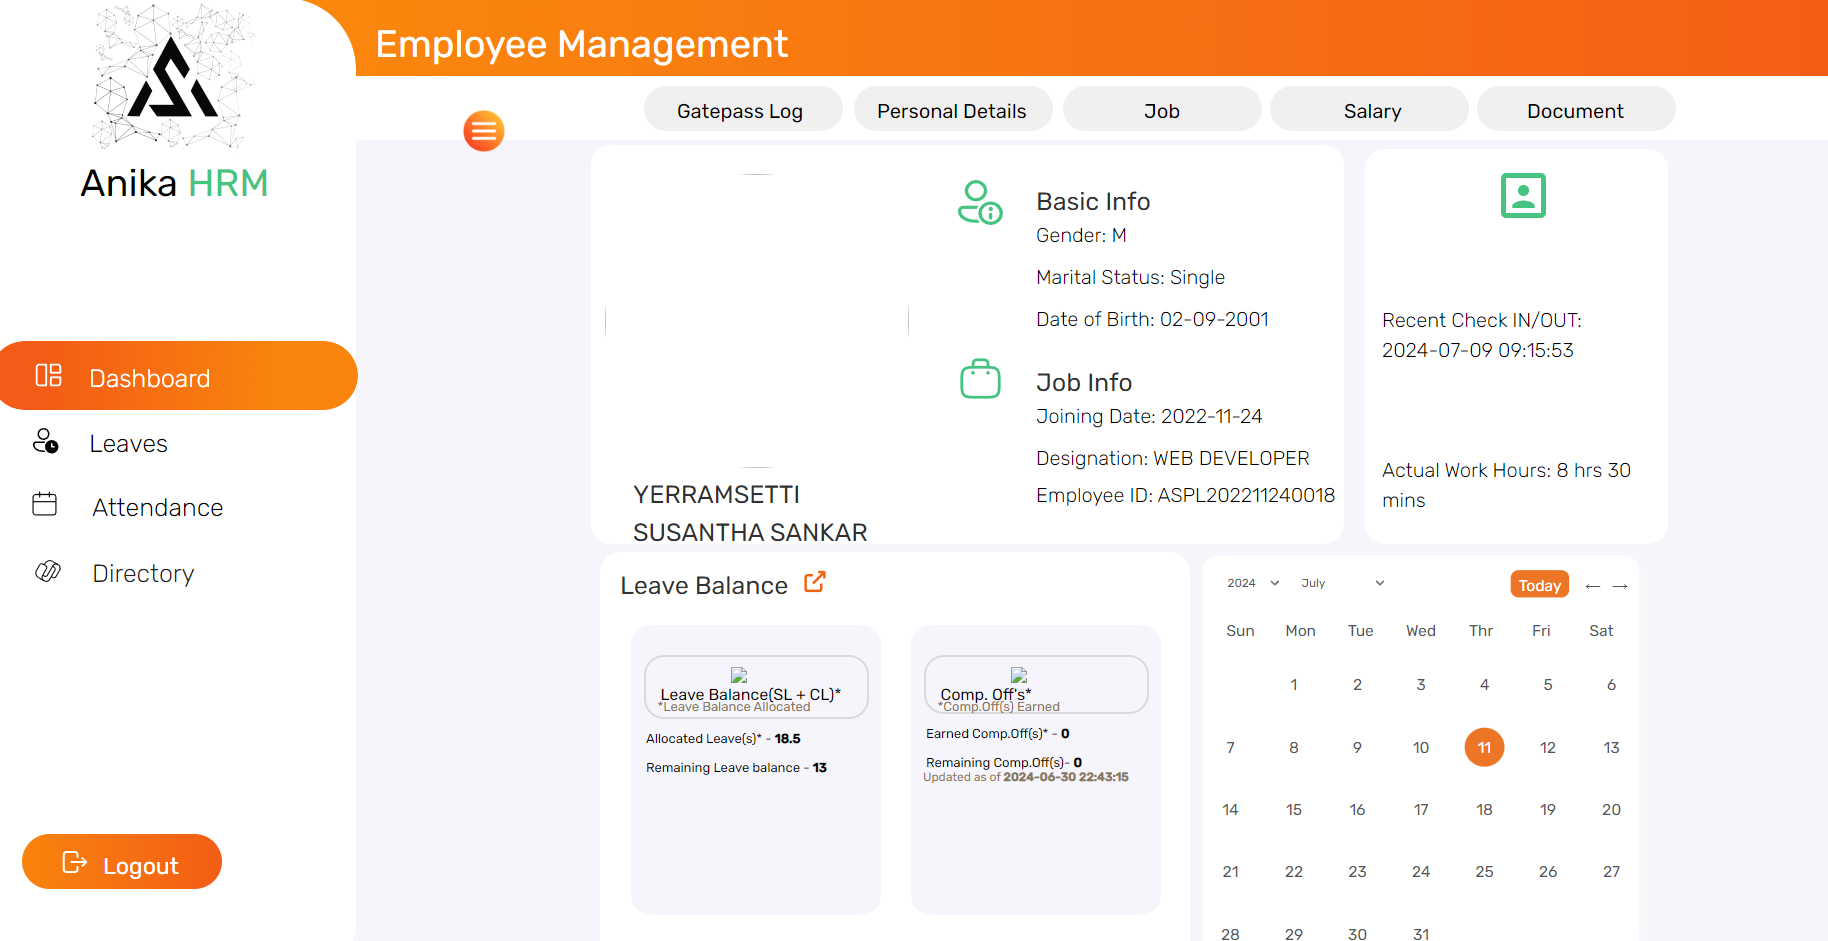 Employee Management
Anika HRM
Gatepass Log
Personal Details
Job
Salary
Document
Dashboard
Leaves
Attendance
Directory
Logout
YERRAMSETTI
SUSANTHA SANKAR
Basic Info
Gender: M
Marital Status: Single
Date of Birth: 02-09-2001
Job Info
Joining Date: 2022-11-24
Designation: WEB DEVELOPER
Employee ID: ASPL202211240018
Recent Check IN/OUT:
2024-07-09 09:15:53
Actual Work Hours: 8 hrs 30
mins
Leave Balance
Leave Balance(SL + CL)*
*Leave Balance Allocated
Allocated Leave(s)* - 18.5
Remaining Leave balance - 13
Comp. Off's*
*Comp.Off(s) Earned
Earned Comp.Off(s)* - 0
Remaining Comp.Off(s)- 0
Updated as of 2024-06-30 22:43:15
2024 July Today ← →
Sun Mon Tue Wed Thr Fri Sat
1 2 3 4 5 6
7 8 9 10 11 12 13
14 15 16 17 18 19 20
21 22 23 24 25 26 27
28 29 30 31